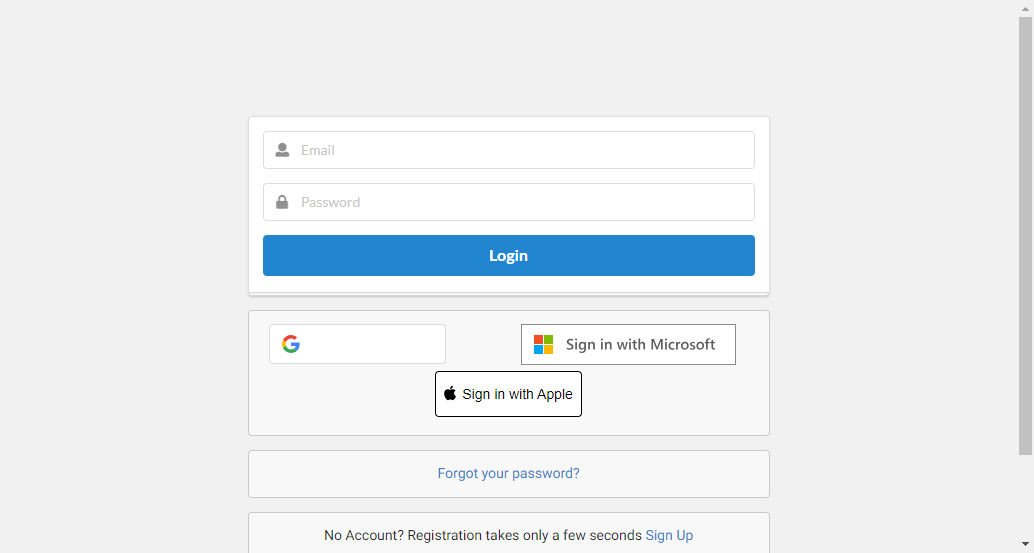 Email
Password
Login
Sign in with Microsoft
Sign in with Apple
Forgot your password?
No Account? Registration takes only a few seconds Sign Up